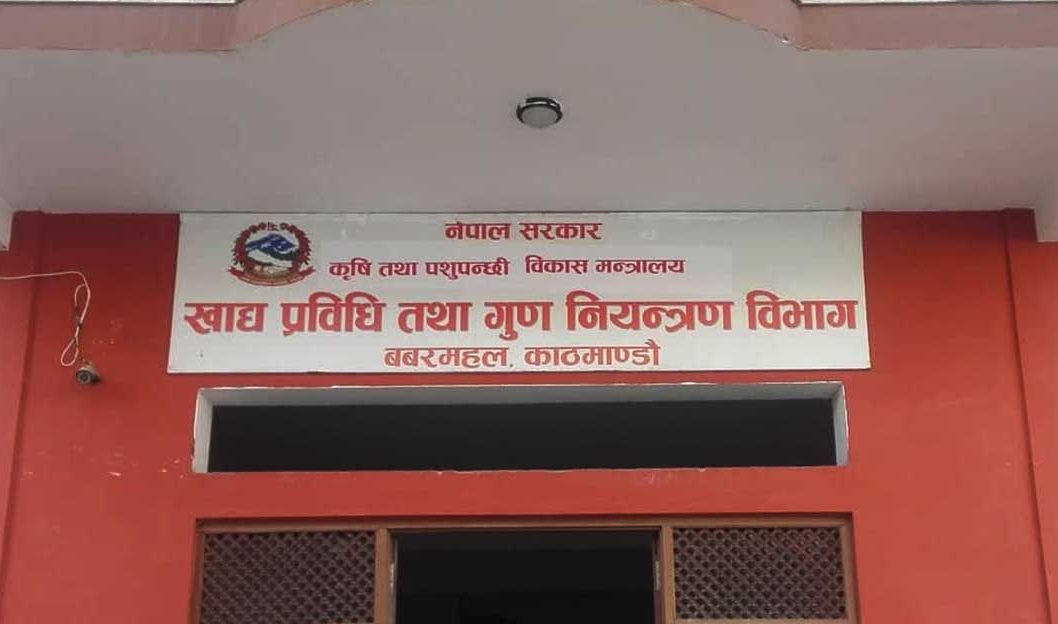 नेपाल सरकार
कृषि तथा पशुपन्छी विकास मन्त्रालय
खाद्य प्रविधि तथा गुण नियन्त्रण विभाग
बबरमहल, काठमाण्डौ